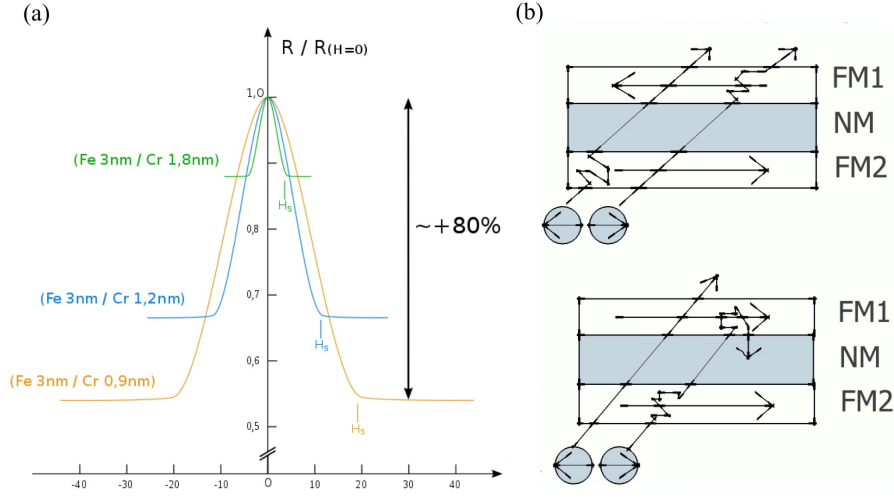 (a)
R / R(H=0)
1,0
(Fe 3nm / Cr 1,8nm)
Hs
0,8
~+80%
0,7
(Fe 3nm / Cr 1,2nm)
Hs
0,6
(Fe 3nm / Cr 0,9nm)
0,5
Hs
-40 -30 -20 -10 0 10 20 30 40
(b)
FM1
NM
FM2
FM1
NM
FM2